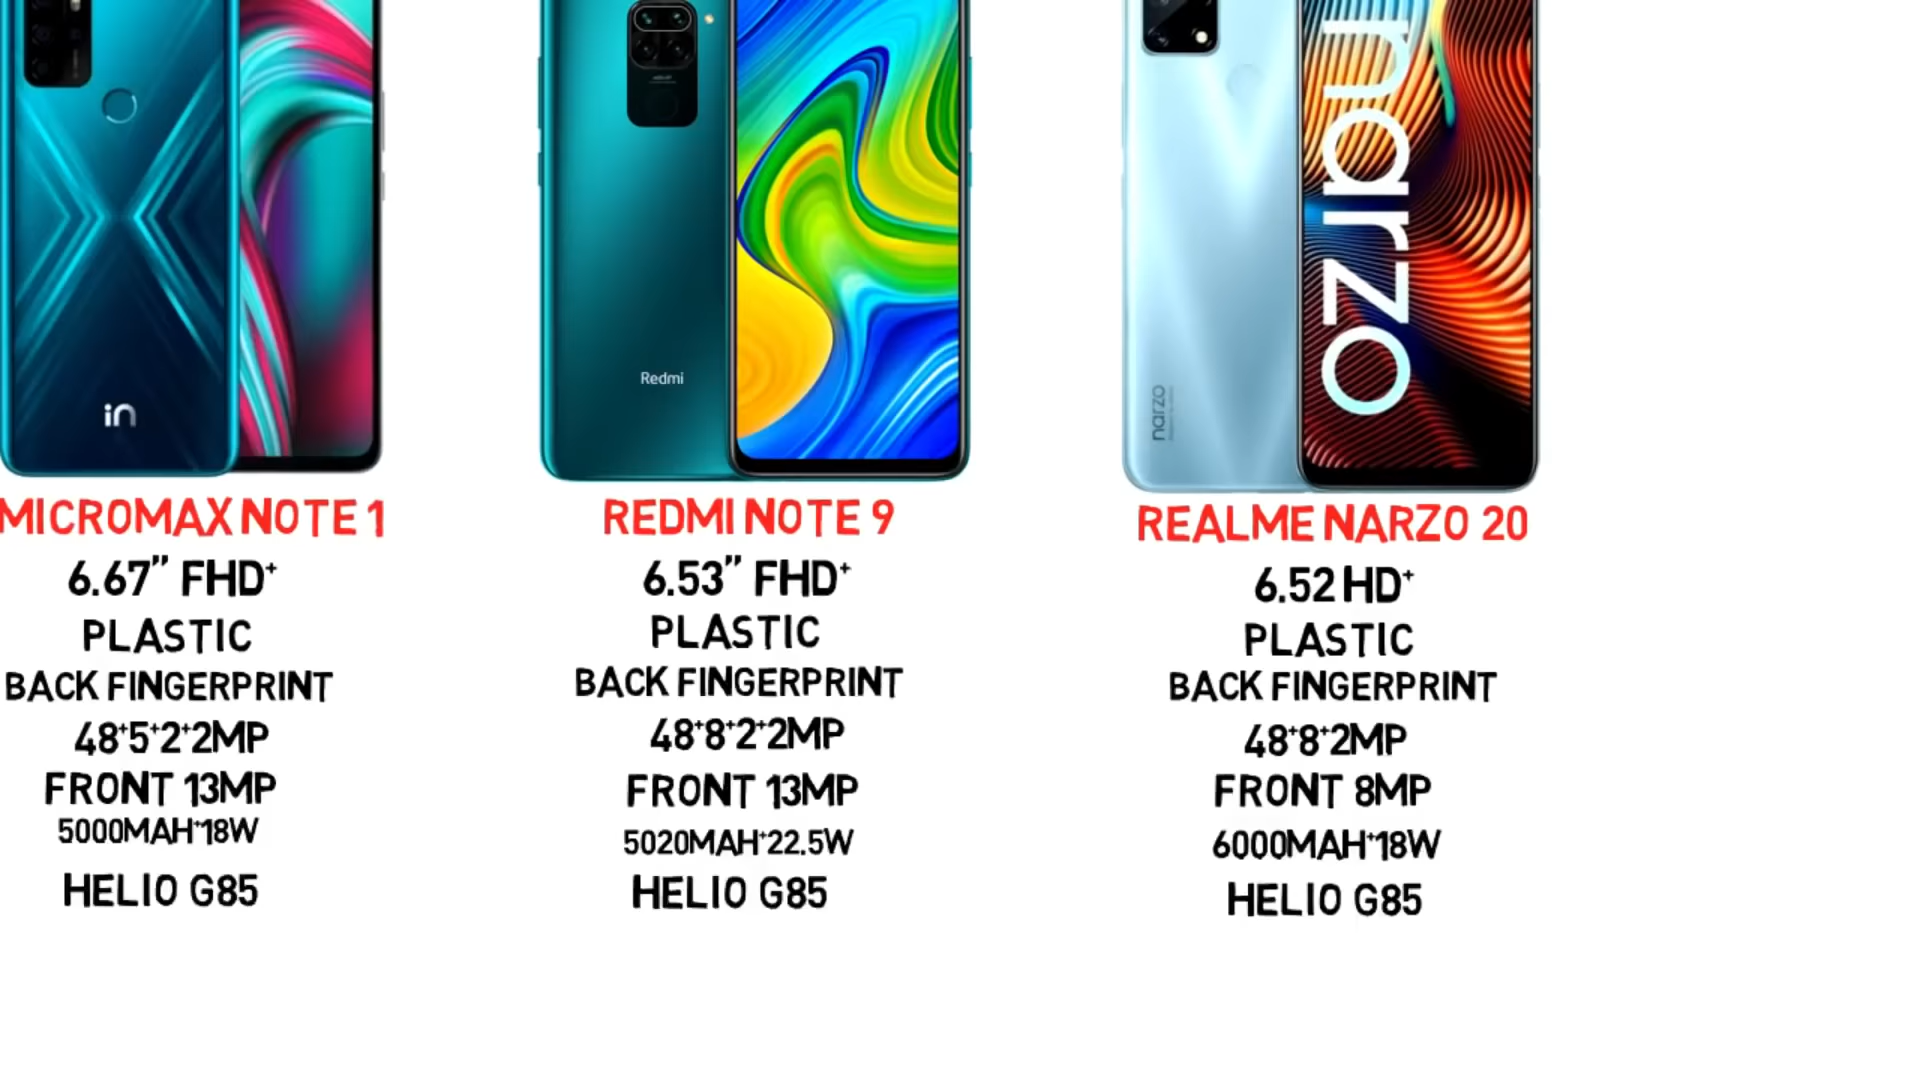 in
MICROMAX NOTE 1
6.67” FHD+
PLASTIC
BACK FINGERPRINT
48+5+2+2MP
FRONT 13MP
5000MAH+18W
HELIO G85
Redmi
REDMI NOTE 9
6.53” FHD+
PLASTIC
BACK FINGERPRINT
48+8+2+2MP
FRONT 13MP
5020MAH+22.5W
HELIO G85
narzo
narzo
REALME NARZO 20
6.52 HD+
PLASTIC
BACK FINGERPRINT
48+8+2MP
FRONT 8MP
6000MAH+18W
HELIO G85